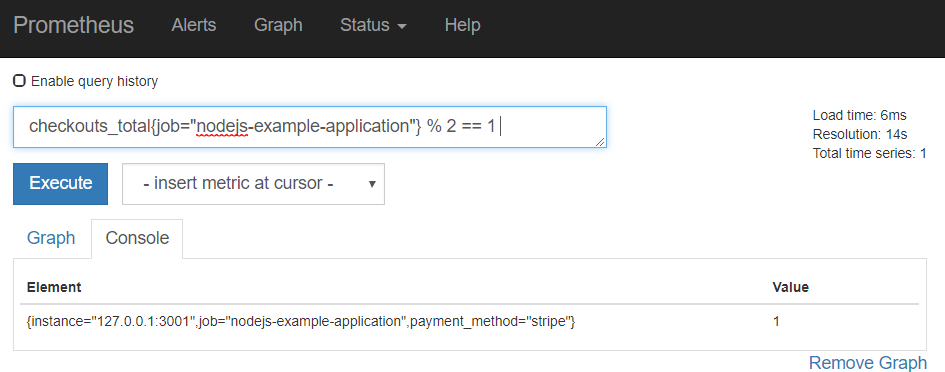 Prometheus Alerts Graph Status Help
Enable query history
checkouts_total{job="nodejs-example-application"} % 2 == 1
Load time: 6ms
Resolution: 14s
Total time series: 1
Execute - insert metric at cursor -
Graph Console
Element Value
{instance="127.0.0.1:3001",job="nodejs-example-application",payment_method="stripe"} 1
Remove Graph